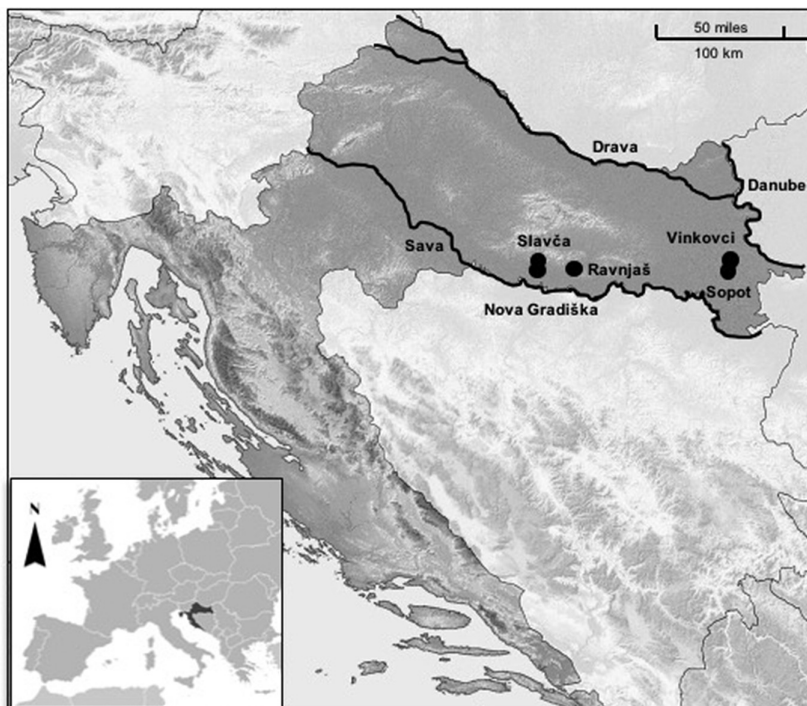 50 miles
100 km
Drava
Danube
Slavča
Vinkovci
Sava
Ravnjaš
Sopot
Nova Gradiška
N